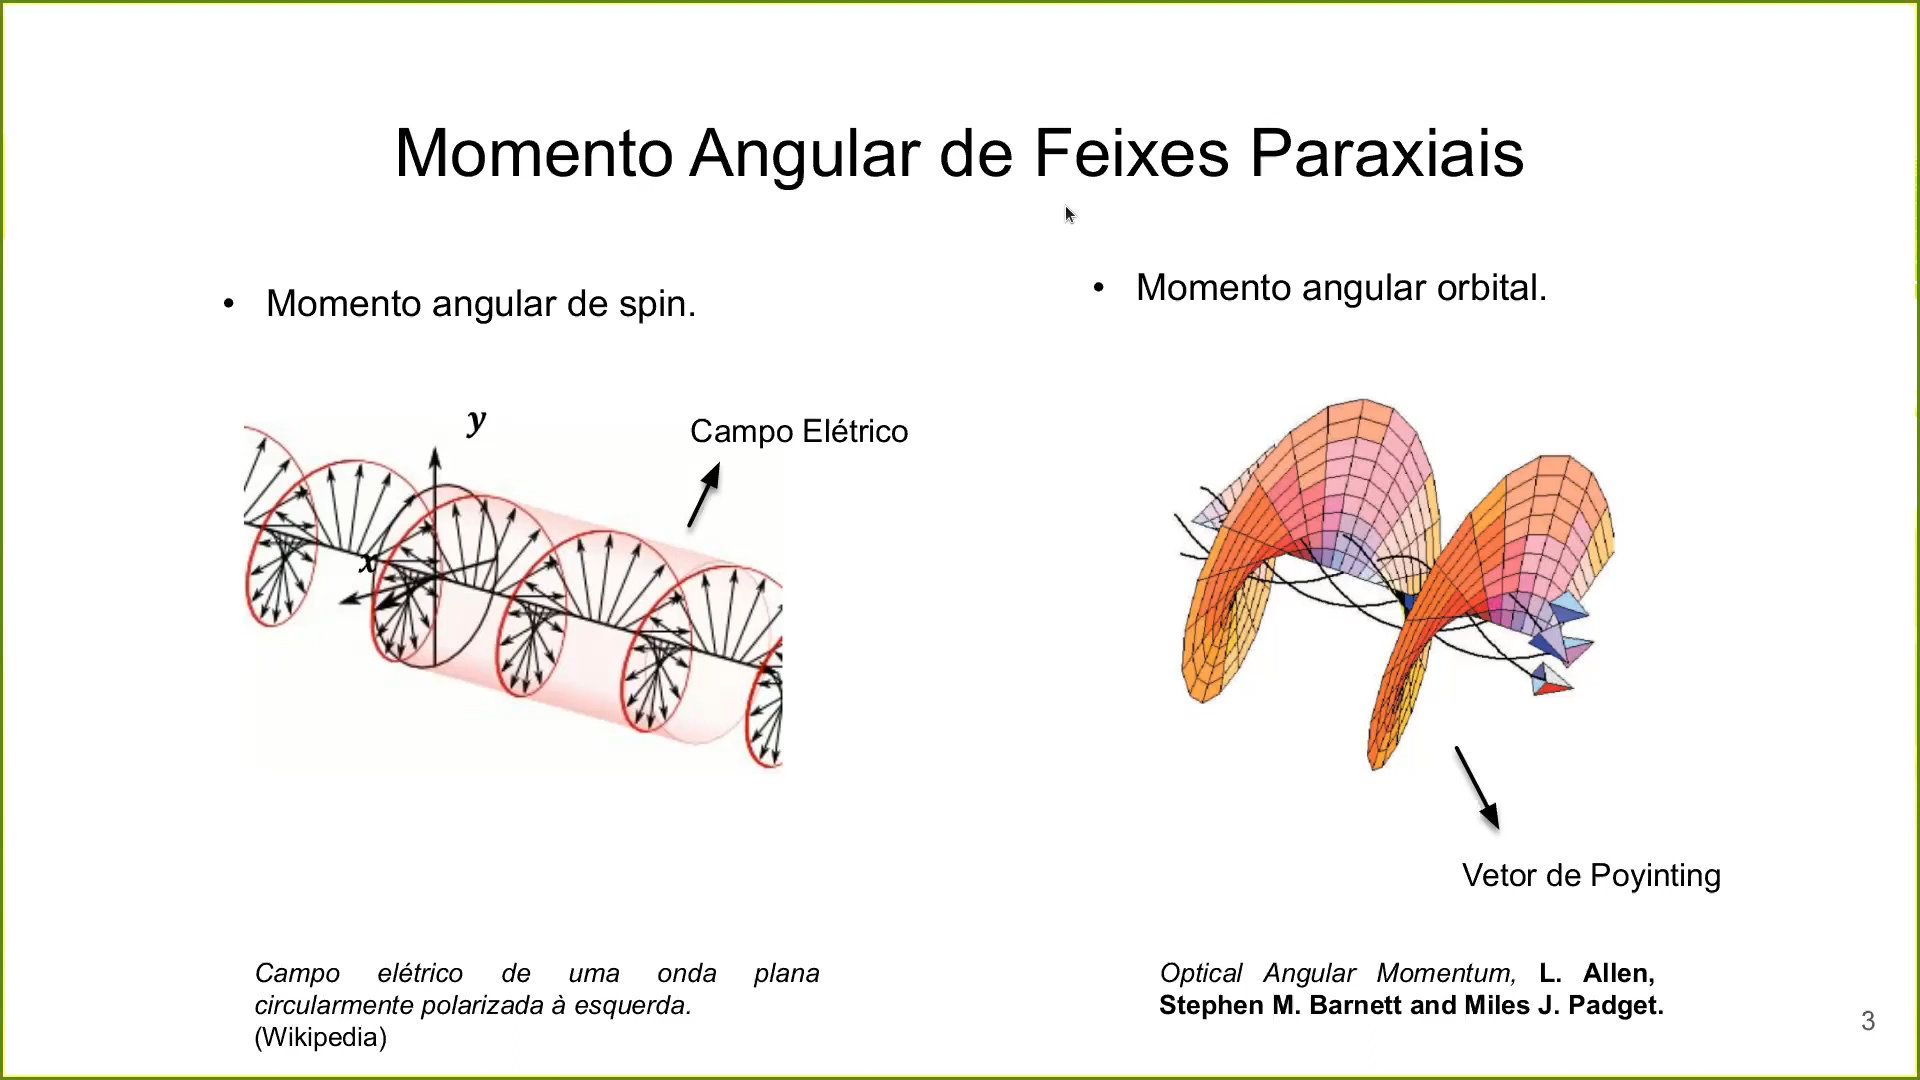 Momento Angular de Feixes Paraxiais
• Momento angular de spin.
• Momento angular orbital.
y
Campo Elétrico
x
Vetor de Poyinting
Campo elétrico de uma onda plana
circularmente polarizada à esquerda.
(Wikipedia)
Optical Angular Momentum, L. Allen,
Stephen M. Barnett and Miles J. Padget.
3